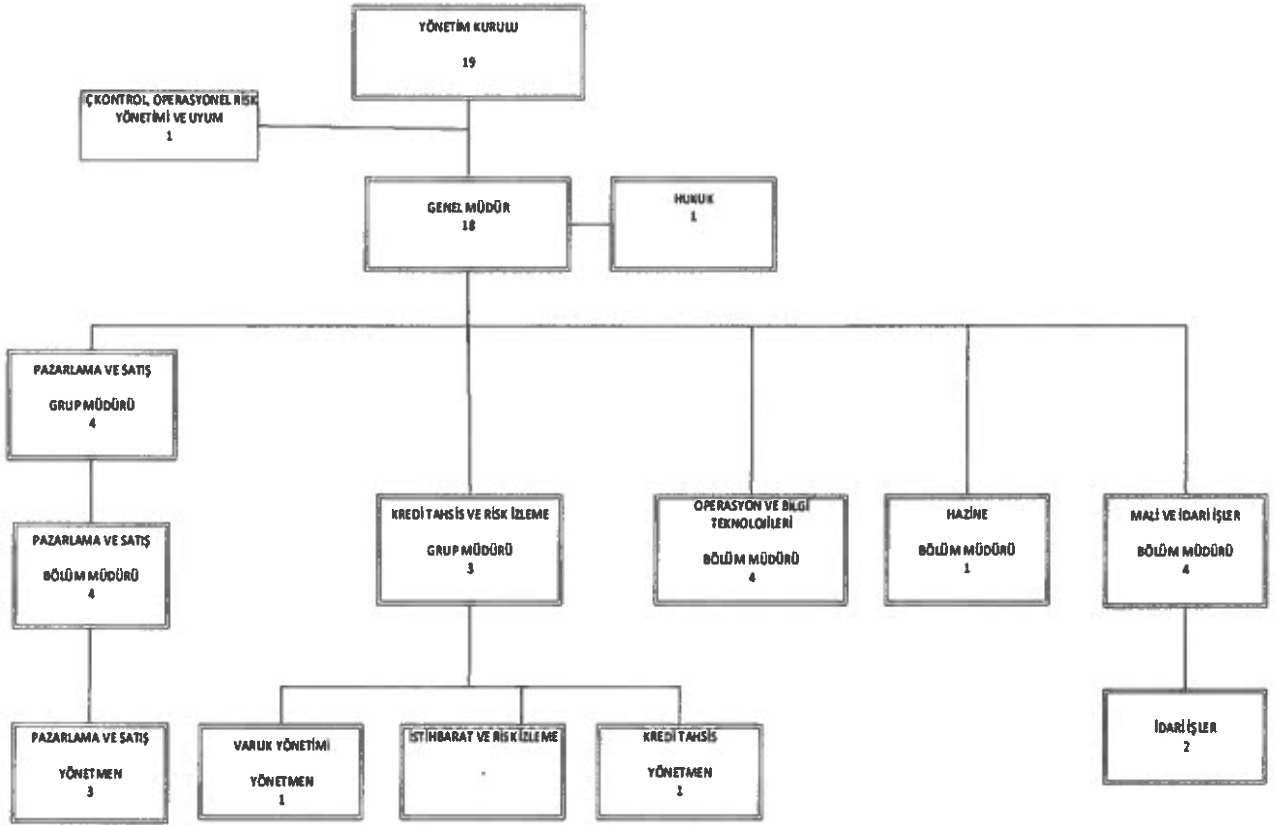 YÖNETİM KURULU
19
İÇ KONTROL, OPERASYONEL RİSK
YÖNETİMİ VE UYUM
1
GENEL MÜDÜR
18
HUKUK
1
PAZARLAMA VE SATIŞ
GRUP MÜDÜRÜ
4
PAZARLAMA VE SATIŞ
BÖLÜM MÜDÜRÜ
4
PAZARLAMA VE SATIŞ
YÖNETMEN
3
KREDİ TAHSİS VE RİSK İZLEME
GRUP MÜDÜRÜ
3
VARLIK YÖNETİMİ
YÖNETMEN
1
İSTİHBARAT VE RİSK İZLEME
-
KREDİ TAHSİS
YÖNETMEN
1
OPERASYON VE BİLGİ
TEKNOLOJİLERİ
BÖLÜM MÜDÜRÜ
4
HAZİNE
BÖLÜM MÜDÜRÜ
1
MALİ VE İDARİ İŞLER
BÖLÜM MÜDÜRÜ
4
İDARİ İŞLER
2